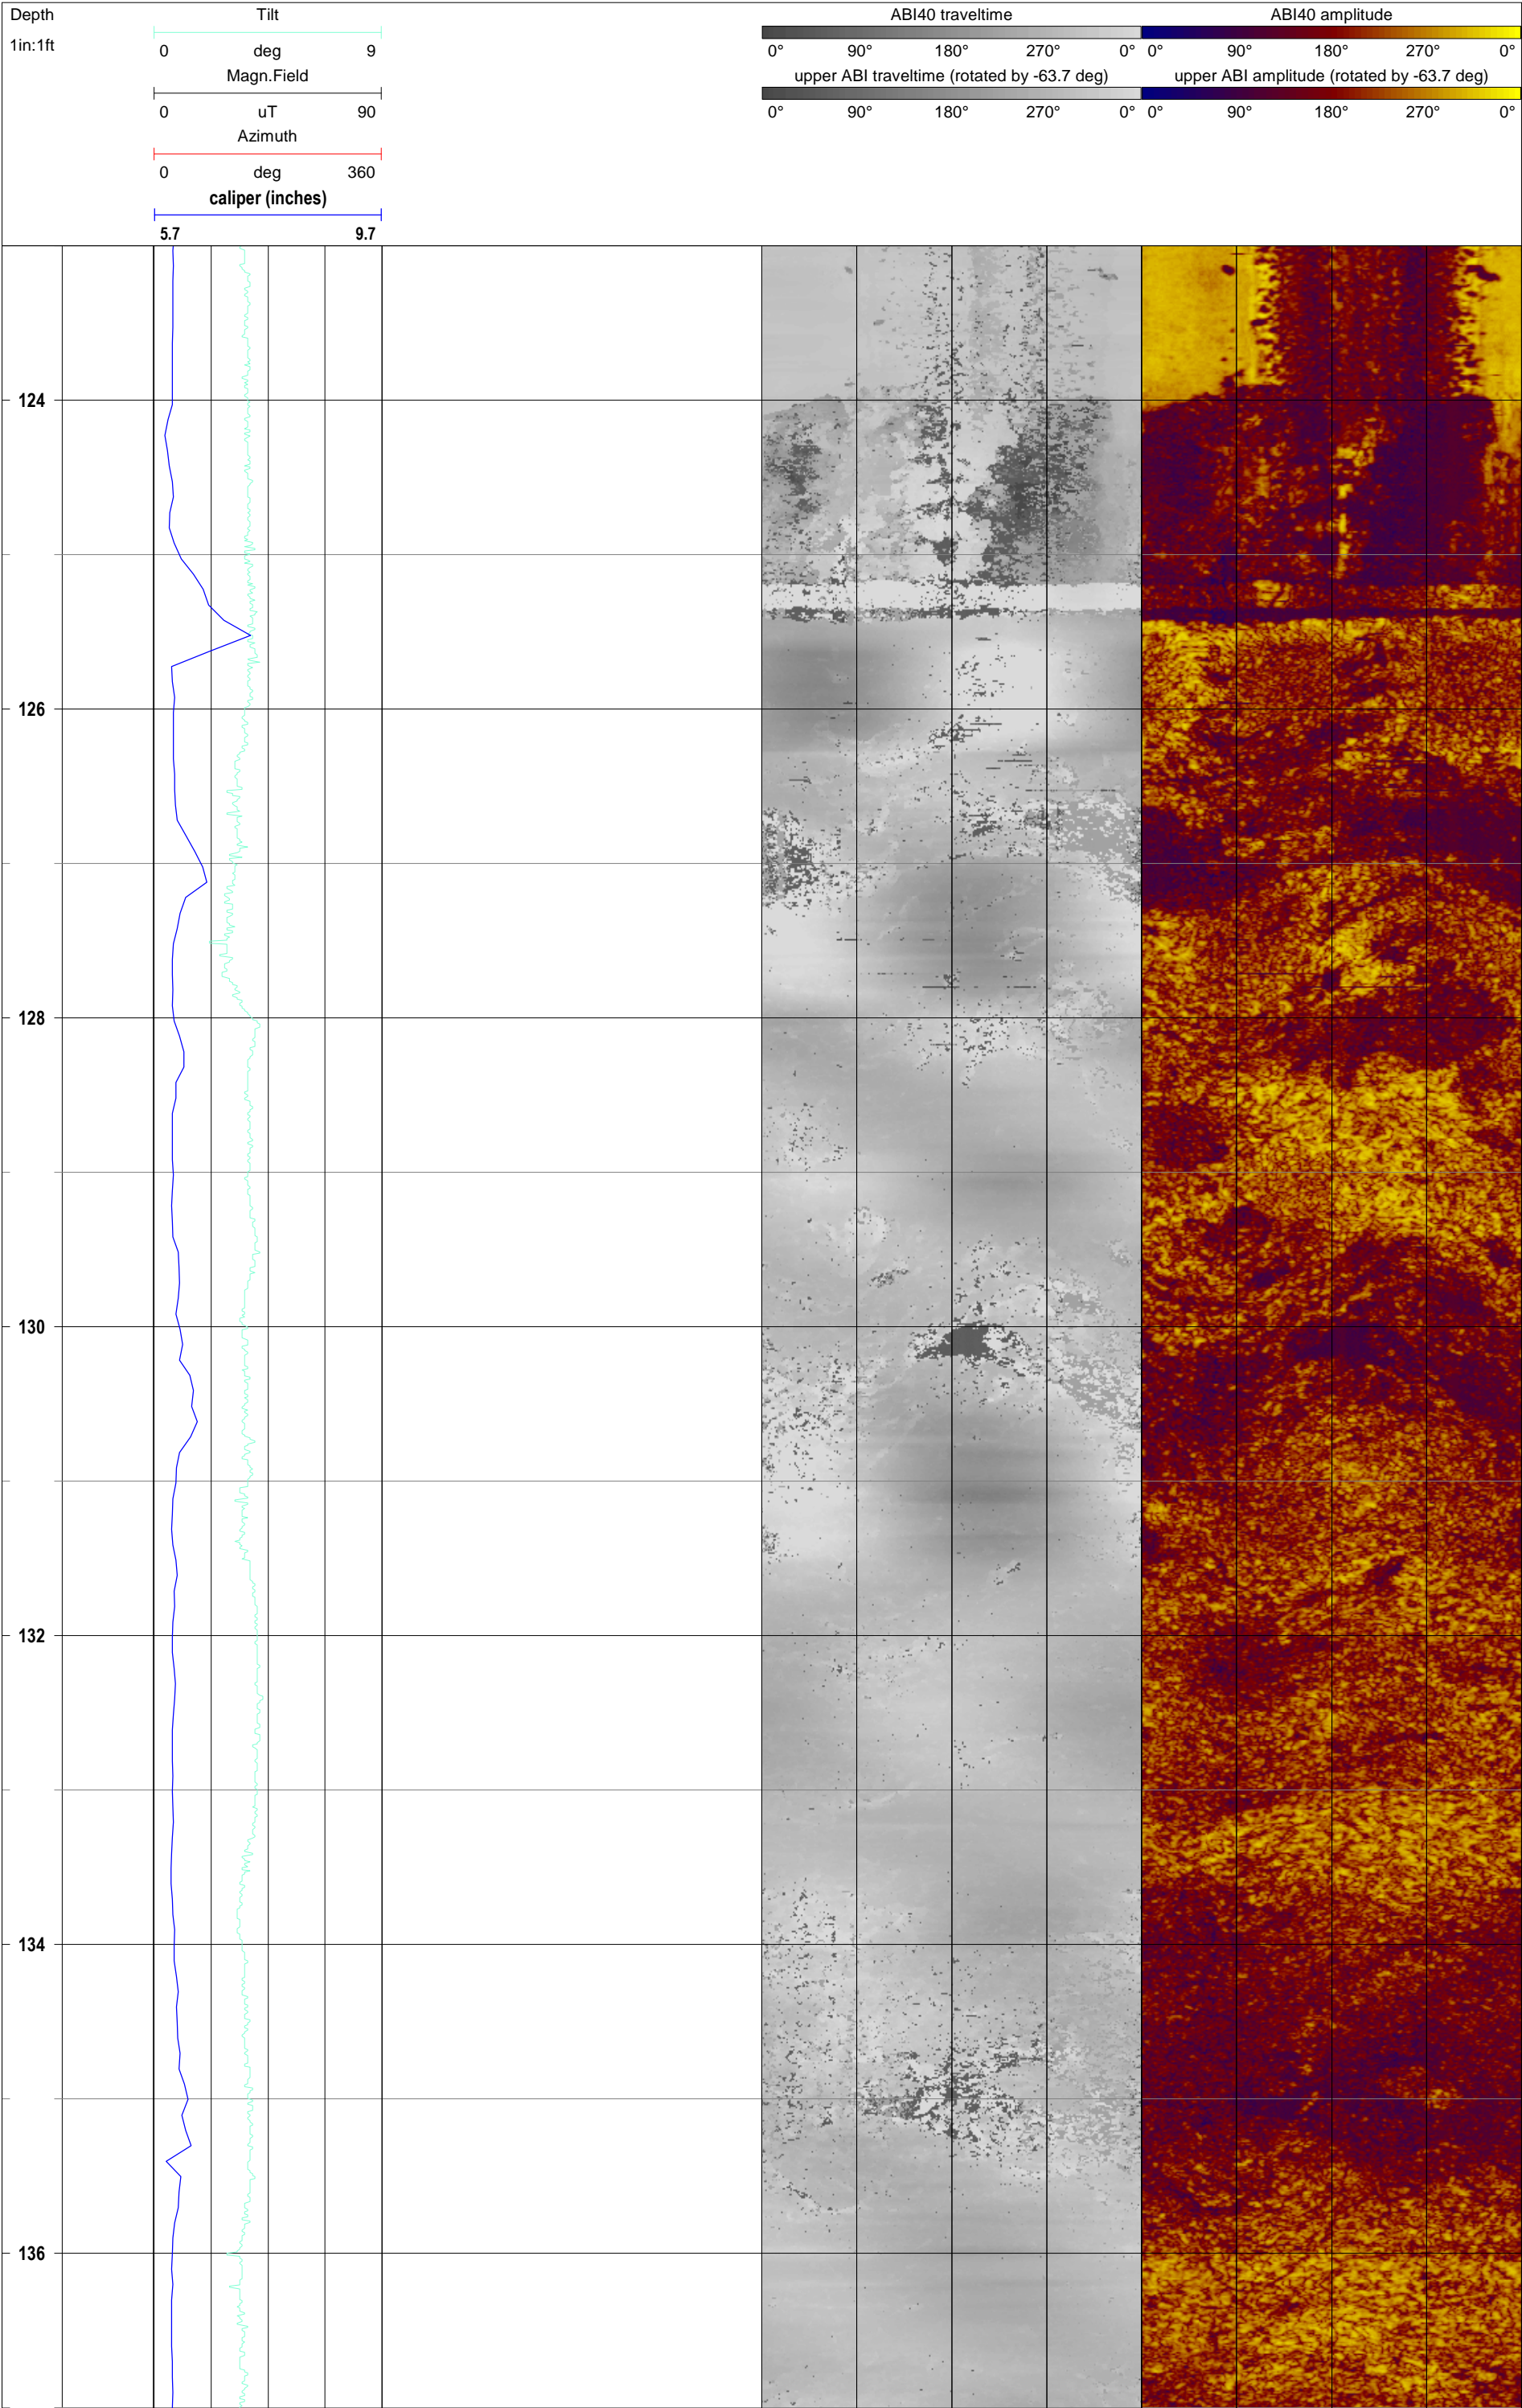 Depth
1in:1ft
Tilt
0 deg 9
Magn.Field
0 uT 90
Azimuth
0 deg 360
caliper (inches)
5.7 9.7
ABI40 traveltime
0° 90° 180° 270° 0°
upper ABI traveltime (rotated by -63.7 deg)
0° 90° 180° 270° 0°
ABI40 amplitude
0° 90° 180° 270° 0°
upper ABI amplitude (rotated by -63.7 deg)
0° 90° 180° 270° 0°
124
126
128
130
132
134
136